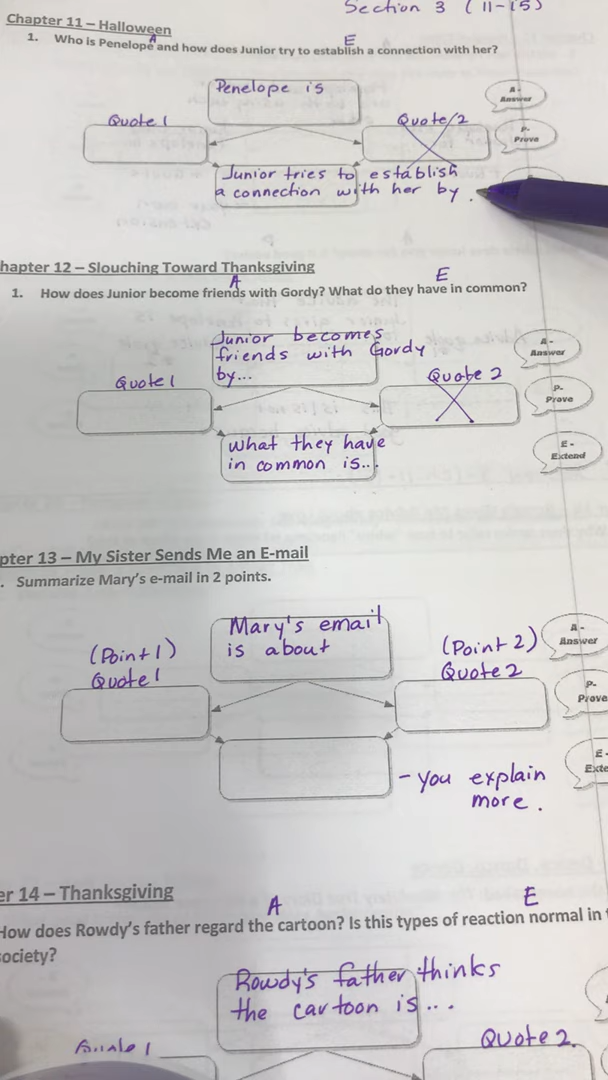 Section 3 (11-15)
Chapter 11 – Halloween
A E
1. Who is Penelope and how does Junior try to establish a connection with her?
Penelope is
A - Answer
Quote 1
Quote 2
P- Prove
Junior tries to establish
a connection with her by .
hapter 12 – Slouching Toward Thanksgiving
A E
1. How does Junior become friends with Gordy? What do they have in common?
Junior becomes
friends with Gordy
by...
A - Answer
Quote 1
Quote 2
P- Prove
what they have
in common is...
E - Extend
pter 13 – My Sister Sends Me an E-mail
. Summarize Mary's e-mail in 2 points.
Mary's email
is about
A - Answer
(Point 1)
Quote 1
(Point 2)
Quote 2
P- Prove
E- Exte
- you explain
more.
er 14 – Thanksgiving
A E
How does Rowdy's father regard the cartoon? Is this types of reaction normal in
society?
Rowdy's father thinks
the cartoon is...
Quote 2.